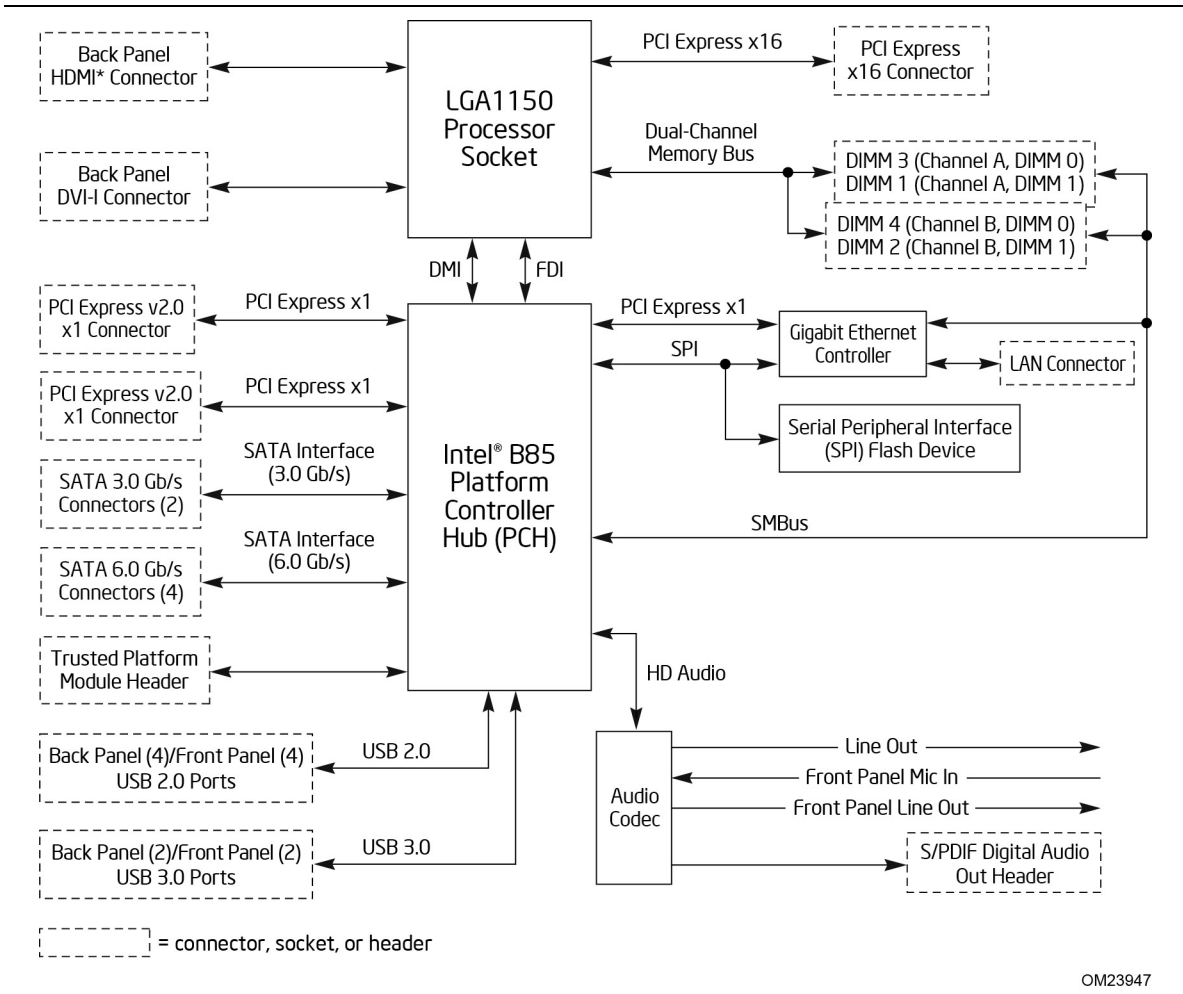 Back Panel
HDMI* Connector
LGA1150
Processor
Socket
PCI Express x16
PCI Express
x16 Connector
Back Panel
DVI-I Connector
Dual-Channel
Memory Bus
DIMM 3 (Channel A, DIMM 0)
DIMM 1 (Channel A, DIMM 1)
DIMM 4 (Channel B, DIMM 0)
DIMM 2 (Channel B, DIMM 1)
DMI
FDI
PCI Express v2.0
x1 Connector
PCI Express x1
PCI Express x1
Gigabit Ethernet
Controller
SPI
LAN Connector
PCI Express v2.0
x1 Connector
PCI Express x1
Serial Peripheral Interface
(SPI) Flash Device
Intel® B85
Platform
Controller
Hub (PCH)
SATA Interface
(3.0 Gb/s)
SATA 3.0 Gb/s
Connectors (2)
SMBus
SATA Interface
(6.0 Gb/s)
SATA 6.0 Gb/s
Connectors (4)
Trusted Platform
Module Header
HD Audio
Back Panel (4)/Front Panel (4)
USB 2.0 Ports
USB 2.0
Audio
Codec
Line Out
Front Panel Mic In
Front Panel Line Out
Back Panel (2)/Front Panel (2)
USB 3.0 Ports
USB 3.0
S/PDIF Digital Audio
Out Header
= connector, socket, or header
OM23947